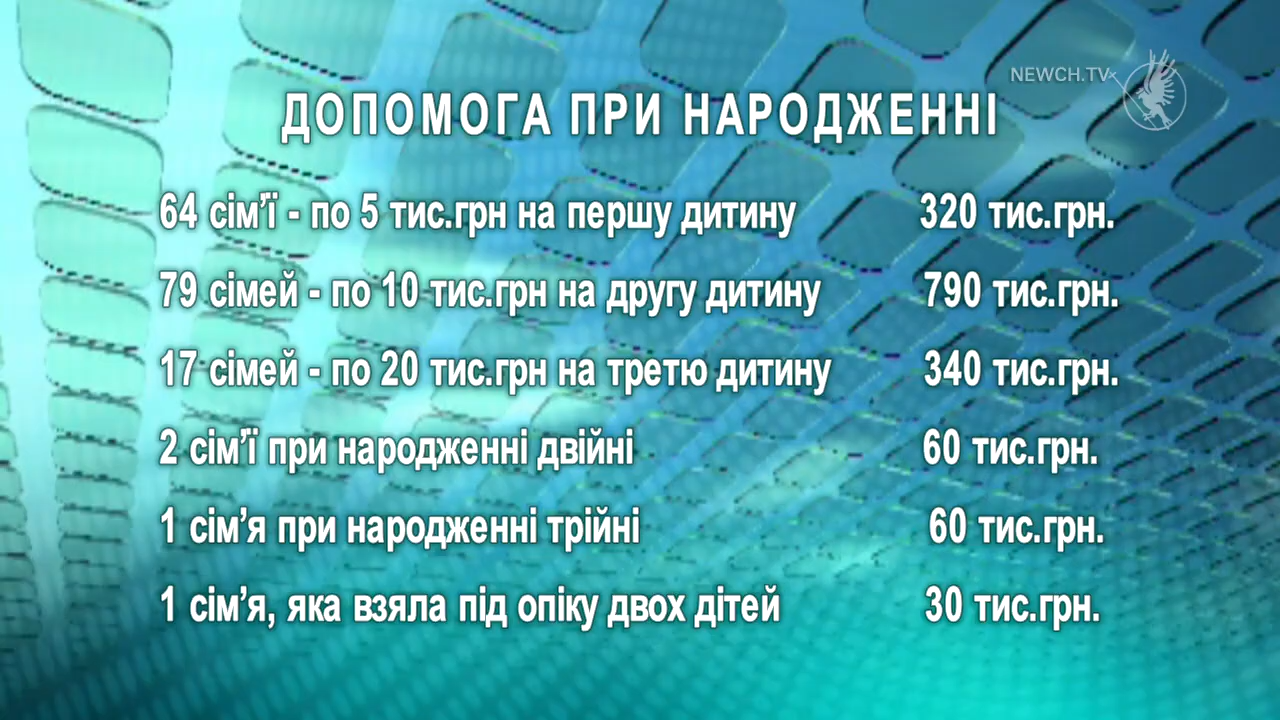 NEWCH.TV
ДОПОМОГА ПРИ НАРОДЖЕННІ
64 сім’ї - по 5 тис.грн на першу дитину 320 тис.грн.
79 сімей - по 10 тис.грн на другу дитину 790 тис.грн.
17 сімей - по 20 тис.грн на третю дитину 340 тис.грн.
2 сім’ї при народженні двійні 60 тис.грн.
1 сім’я при народженні трійні 60 тис.грн.
1 сім’я, яка взяла під опіку двох дітей 30 тис.грн.